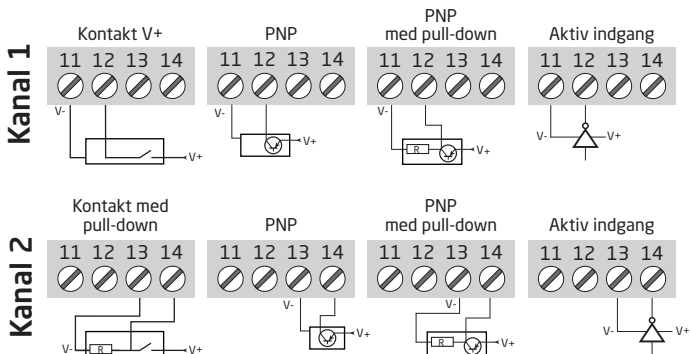 Kanal 1
Kontakt V+
PNP
PNP
med pull-down
Aktiv indgang
11 12 13 14
11 12 13 14
11 12 13 14
11 12 13 14
V-
V+
V-
V+
V-
R
V+
V-
V+
Kanal 2
Kontakt med
pull-down
PNP
PNP
med pull-down
Aktiv indgang
11 12 13 14
11 12 13 14
11 12 13 14
11 12 13 14
V-
R
V+
V-
V+
V-
R
V+
V-
V+